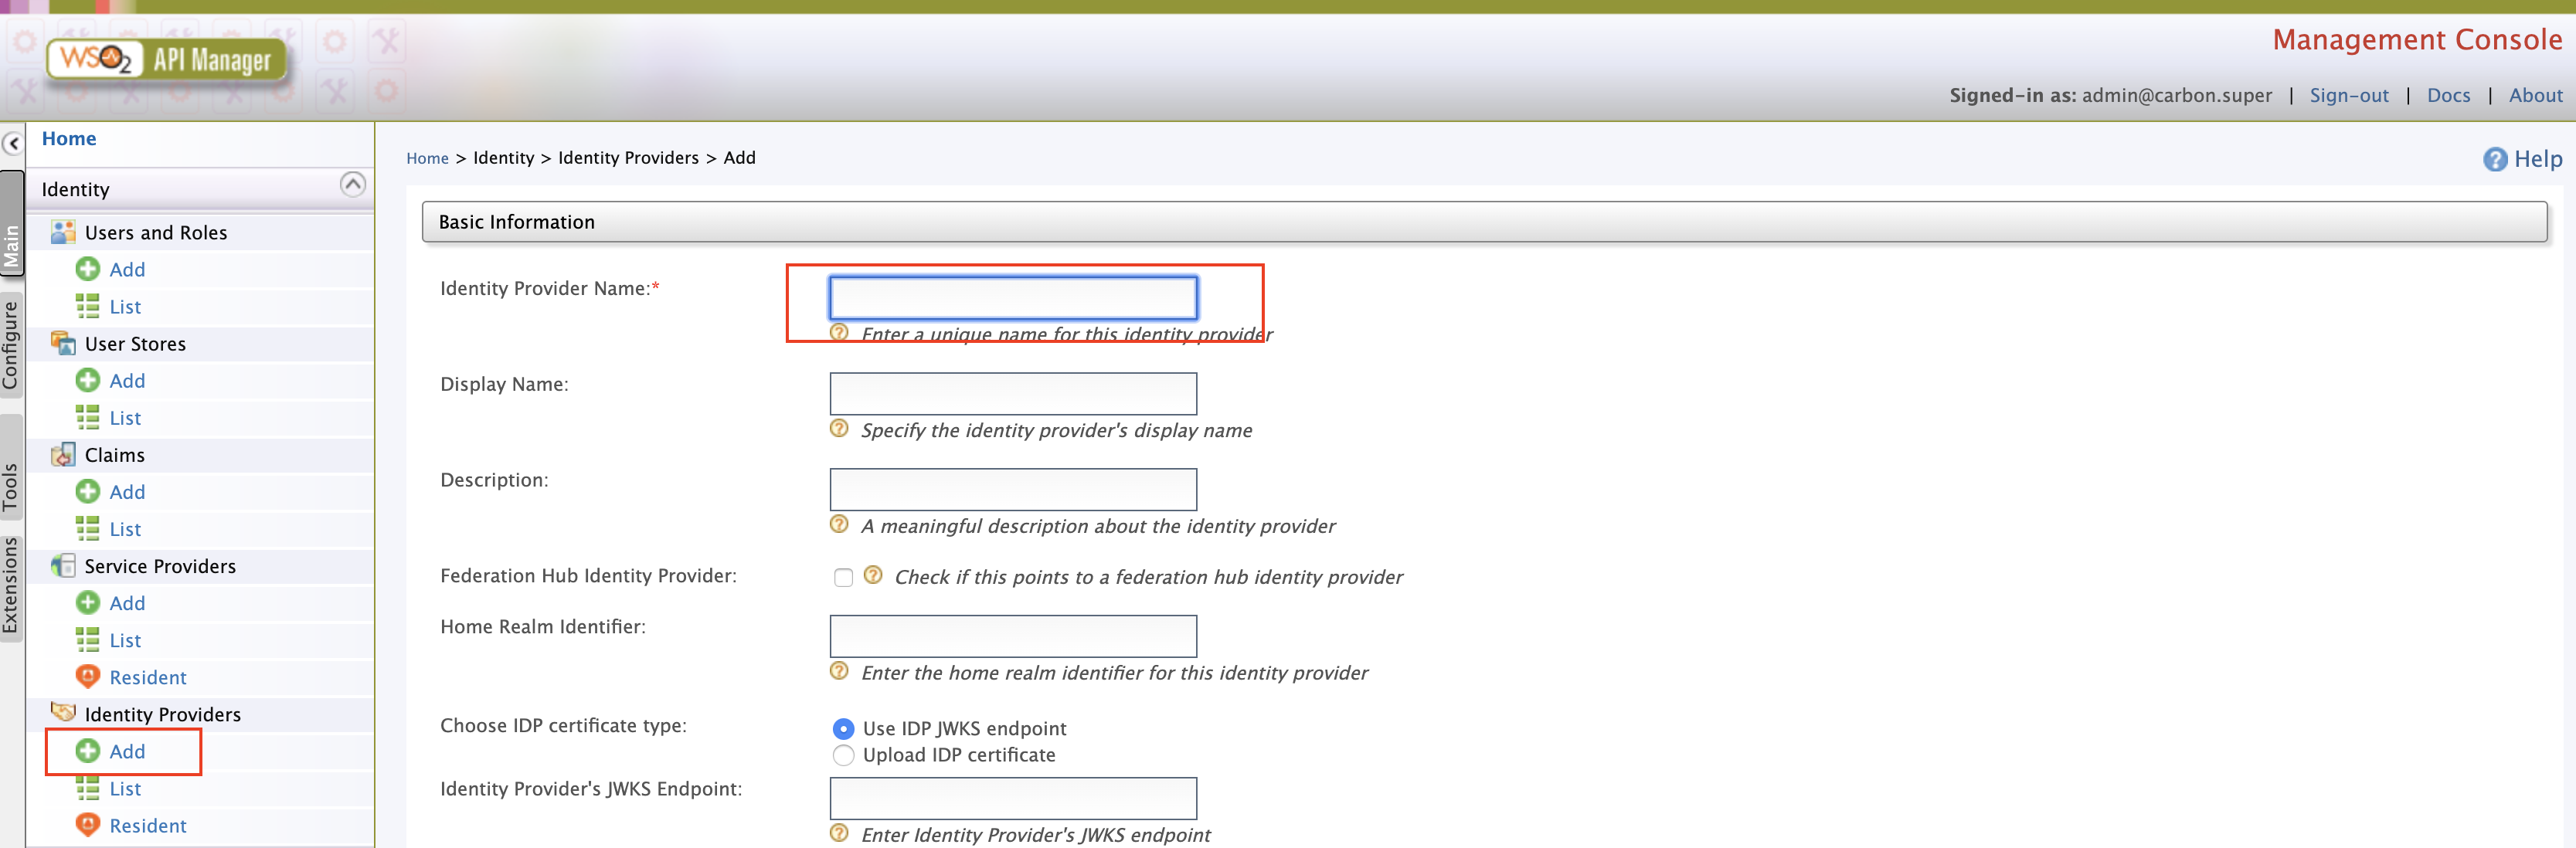 WSO2 API Manager
Management Console
Signed-in as: admin@carbon.super | Sign-out | Docs | About
Main
Configure
Tools
Extensions
Home
Identity
Users and Roles
Add
List
User Stores
Add
List
Claims
Add
List
Service Providers
Add
List
Resident
Identity Providers
Add
List
Resident
Home > Identity > Identity Providers > Add
Help
Basic Information
Identity Provider Name:*
Enter a unique name for this identity provider
Display Name:
Specify the identity provider's display name
Description:
A meaningful description about the identity provider
Federation Hub Identity Provider:
Check if this points to a federation hub identity provider
Home Realm Identifier:
Enter the home realm identifier for this identity provider
Choose IDP certificate type:
Use IDP JWKS endpoint
Upload IDP certificate
Identity Provider's JWKS Endpoint:
Enter Identity Provider's JWKS endpoint